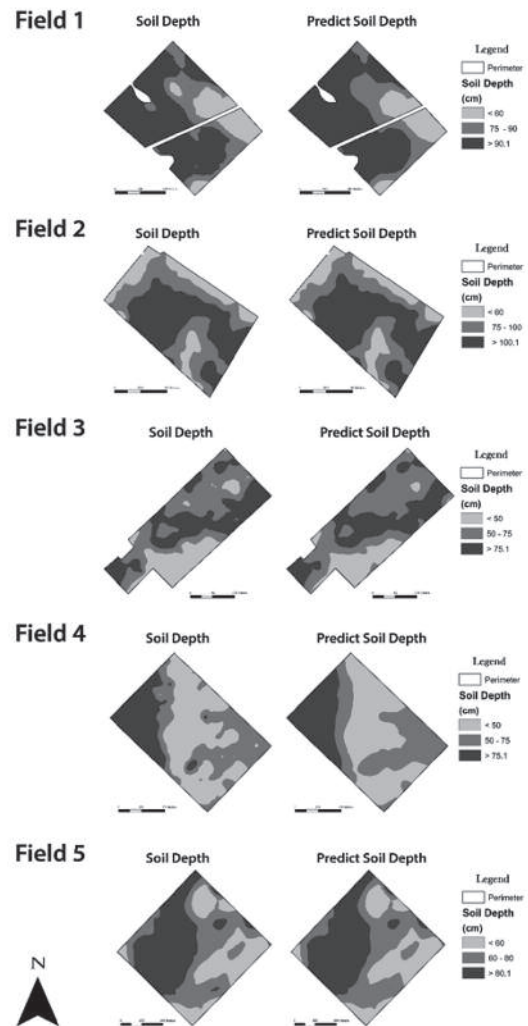 Field 1
Soil Depth
Predict Soil Depth
Legend
Perimeter
Soil Depth
(cm)
< 60
75 - 90
> 90.1
Field 2
Soil Depth
Predict Soil Depth
Legend
Perimeter
Soil Depth
(cm)
< 60
75 - 100
> 100.1
Field 3
Soil Depth
Predict Soil Depth
Legend
Perimeter
Soil Depth
(cm)
< 50
50 - 75
> 75.1
Field 4
Soil Depth
Predict Soil Depth
Legend
Perimeter
Soil Depth
(cm)
< 50
50 - 75
> 75.1
Field 5
Soil Depth
Predict Soil Depth
Legend
Perimeter
Soil Depth
(cm)
< 60
60 - 80
> 80.1
N